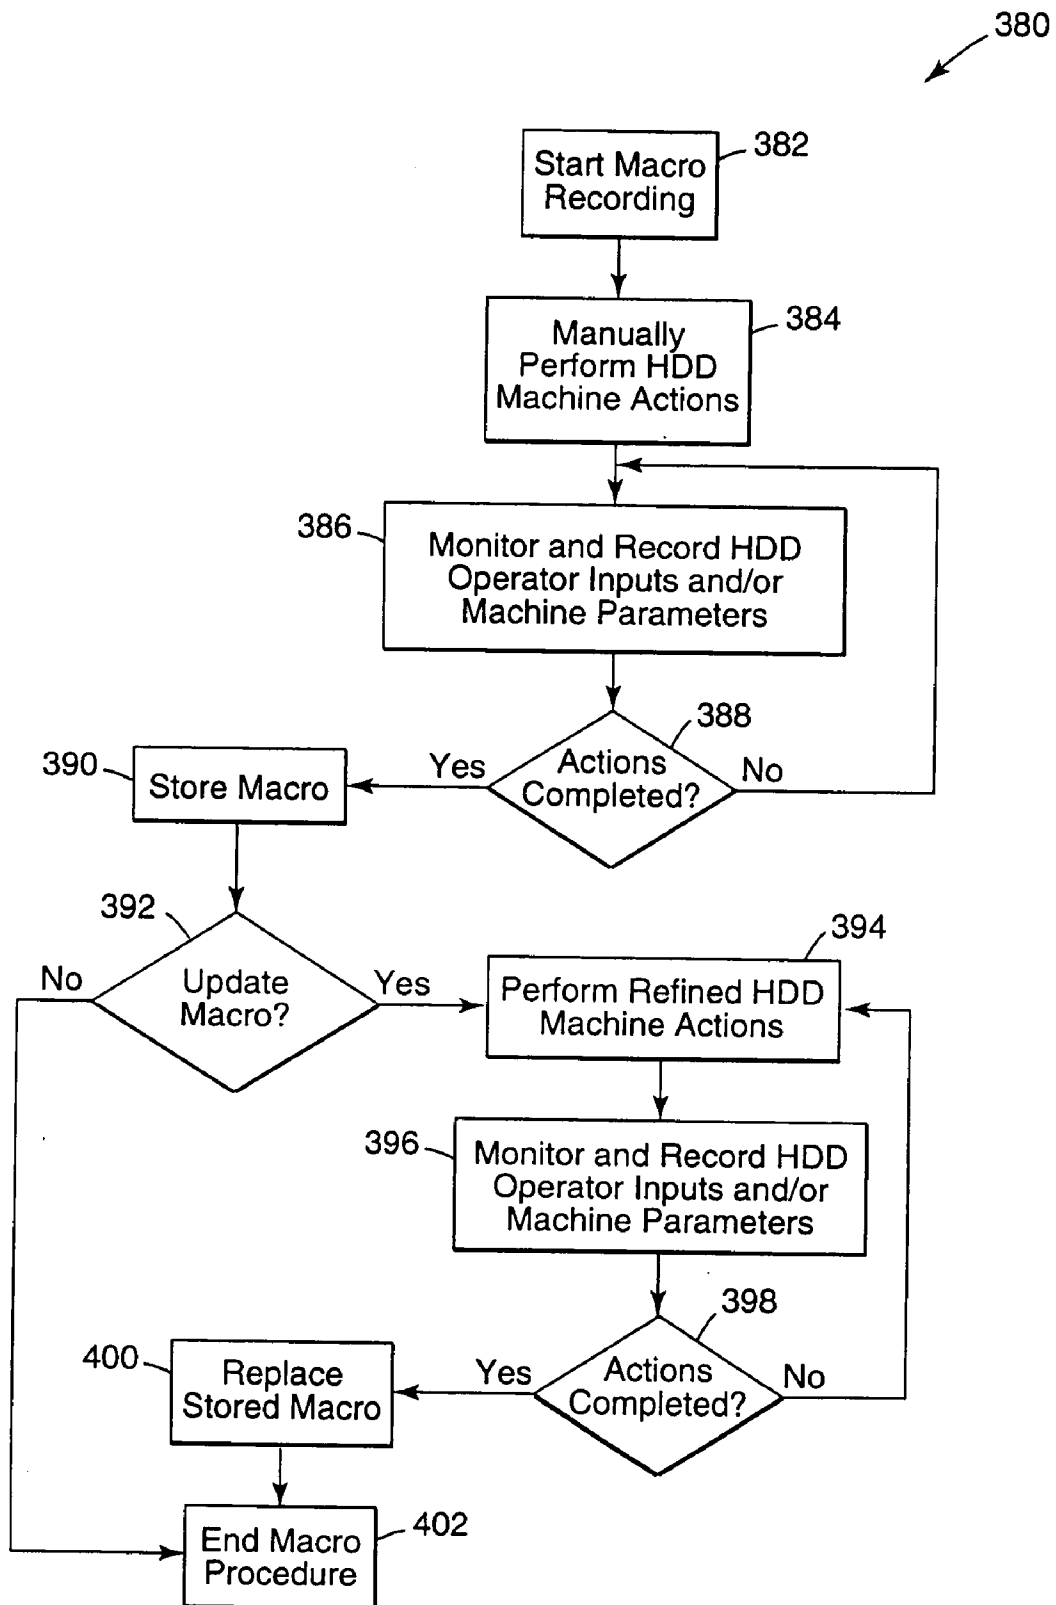 380
Start Macro
Recording
382
Manually
Perform HDD
Machine Actions
384
386
Monitor and Record HDD
Operator Inputs and/or
Machine Parameters
388
Actions
Completed?
Yes
No
390
Store Macro
392
Update
Macro?
No
Yes
394
Perform Refined HDD
Machine Actions
396
Monitor and Record HDD
Operator Inputs and/or
Machine Parameters
398
Actions
Completed?
Yes
No
400
Replace
Stored Macro
End Macro
Procedure
402